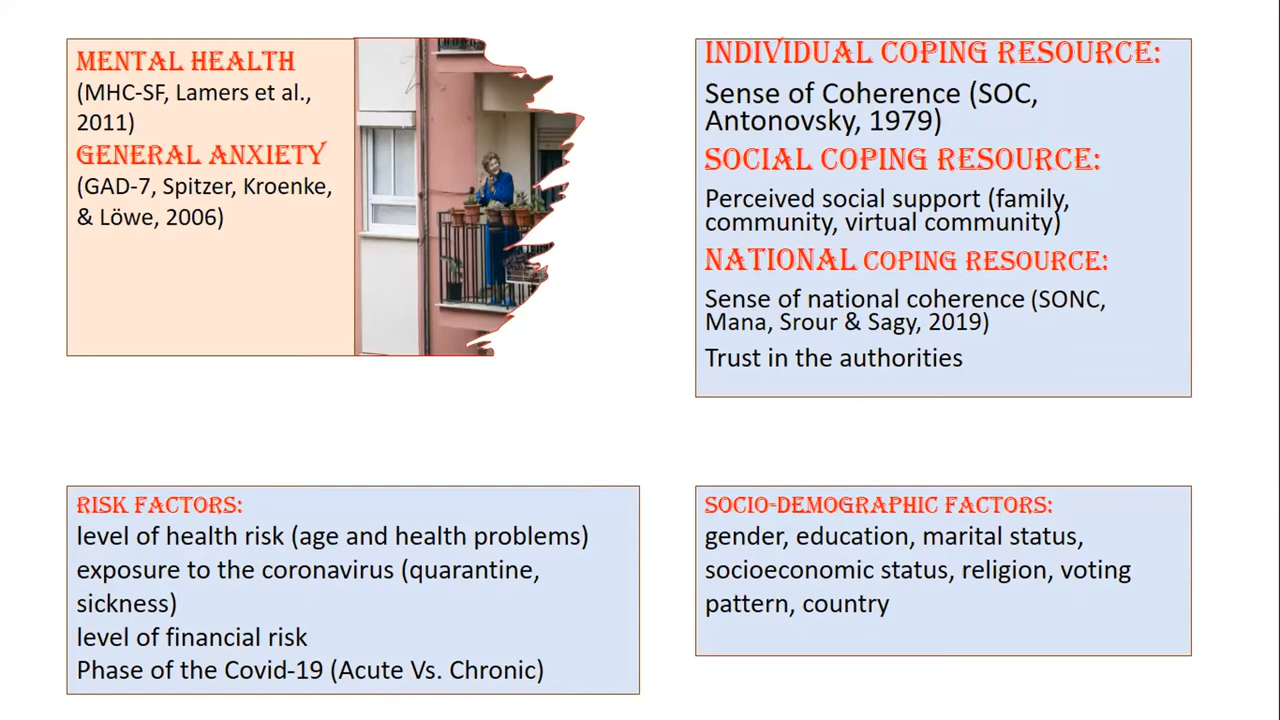 MENTAL HEALTH
(MHC-SF, Lamers et al.,
2011)
GENERAL ANXIETY
(GAD-7, Spitzer, Kroenke,
& Löwe, 2006)
INDIVIDUAL COPING RESOURCE:
Sense of Coherence (SOC,
Antonovsky, 1979)
SOCIAL COPING RESOURCE:
Perceived social support (family,
community, virtual community)
NATIONAL COPING RESOURCE:
Sense of national coherence (SONC,
Mana, Srour & Sagy, 2019)
Trust in the authorities
RISK FACTORS:
level of health risk (age and health problems)
exposure to the coronavirus (quarantine,
sickness)
level of financial risk
Phase of the Covid-19 (Acute Vs. Chronic)
SOCIO-DEMOGRAPHIC FACTORS:
gender, education, marital status,
socioeconomic status, religion, voting
pattern, country